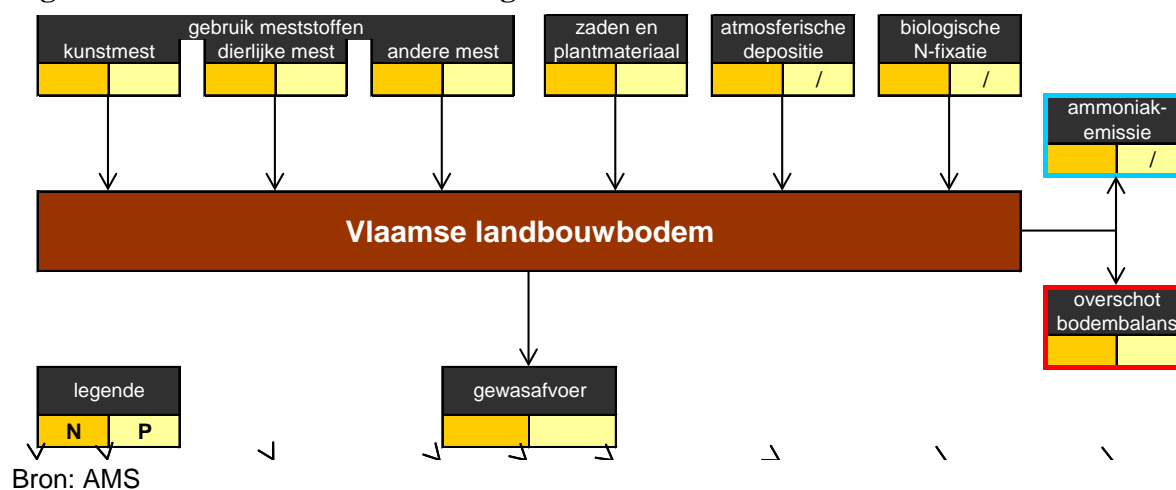 gebruik meststoffen
kunstmest
dierlijke mest
andere mest
zaden en
plantmateriaal
atmosferische
depositie
/
biologische
N-fixatie
/
ammoniak-
emissie
/
Vlaamse landbouwbodem
overschot
bodembalans
legende
N P
gewasafvoer
Bron: AMS